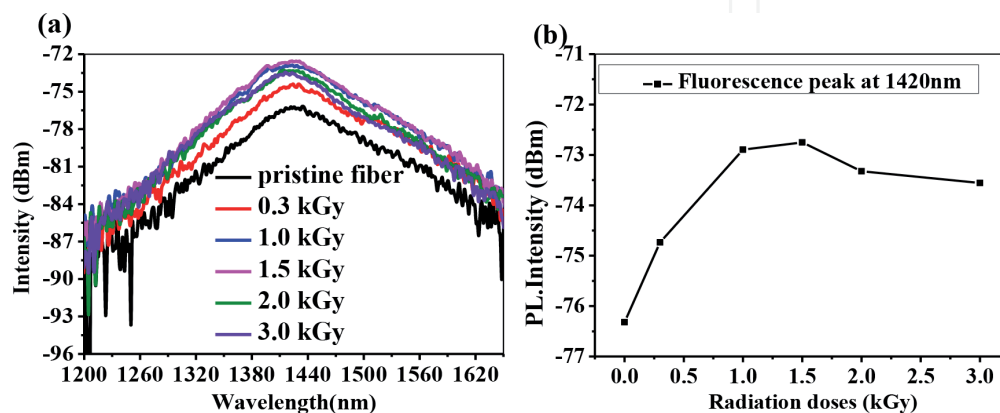 (a)
-72
-75
-78
-81
-84
-87
-90
-93
-96
Intensity (dBm)
pristine fiber
0.3 kGy
1.0 kGy
1.5 kGy
2.0 kGy
3.0 kGy
1200 1260 1320 1380 1440 1500 1560 1620
Wavelength(nm)
(b)
-71
-72
-73
-74
-75
-76
-77
PL.Intensity (dBm)
Fluorescence peak at 1420nm
0.0 0.5 1.0 1.5 2.0 2.5 3.0
Radiation doses (kGy)